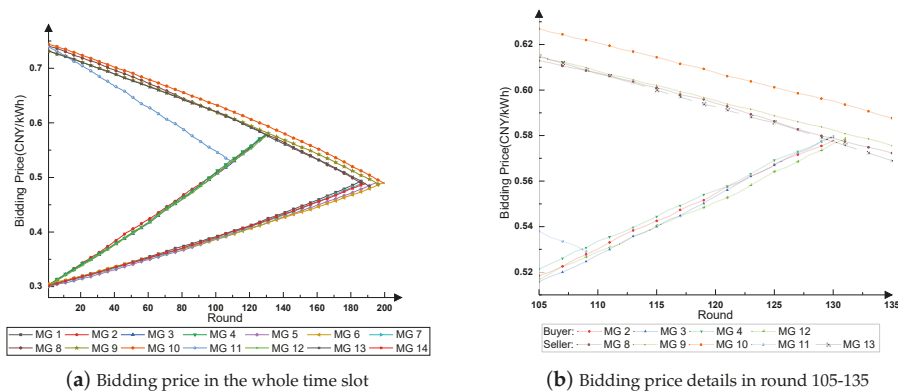 Bidding Price(CNY/kWh)
0.7
0.6
0.5
0.4
0.3
20 40 60 80 100 120 140 160 180 200
Round
MG 1 MG 2 MG 3 MG 4 MG 5 MG 6 MG 7
MG 8 MG 9 MG 10 MG 11 MG 12 MG 13 MG 14
(a) Bidding price in the whole time slot
Bidding Price(CNY/kWh)
0.62
0.60
0.58
0.56
0.54
0.52
105 110 115 120 125 130 135
Round
Buyer: MG 2 MG 3 MG 4 MG 12
Seller: MG 8 MG 9 MG 10 MG 11 MG 13
(b) Bidding price details in round 105-135